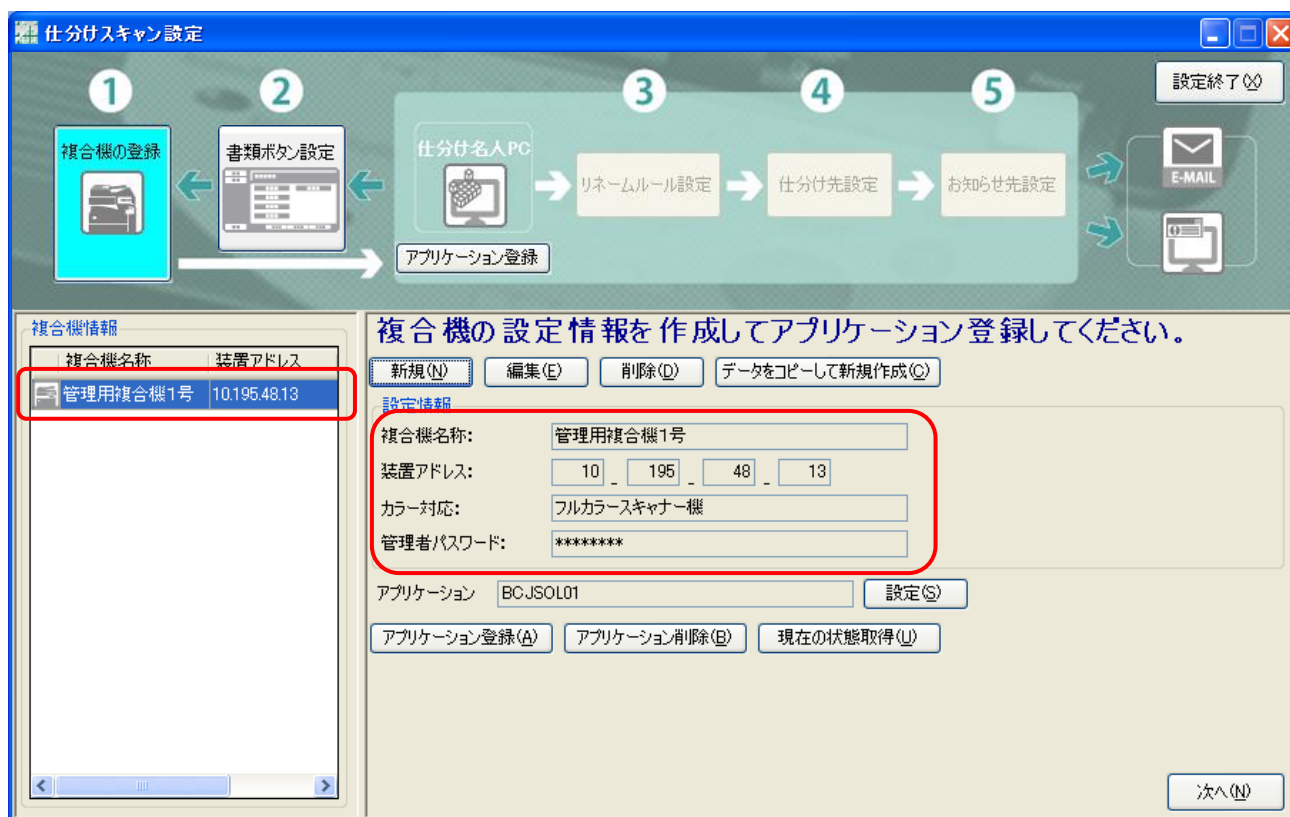 仕分けスキャン設定
1 2 3 4 5
設定終了(X)
複合機の登録
書類ボタン設定
仕分け名人PC
リネームルール設定
仕分け先設定
お知らせ先設定
E-MAIL
アプリケーション登録
複合機情報
複合機名称 装置アドレス
管理用複合機1号 10.195.48.13
複合機の設定情報を作成してアプリケーション登録してください。
新規(N) 編集(E) 削除(D) データをコピーして新規作成(C)
設定情報
複合機名称: 管理用複合機1号
装置アドレス: 10 . 195 . 48 . 13
カラー対応: フルカラースキャナー機
管理者パスワード: ********
アプリケーション BCJSOL01 設定(S)
アプリケーション登録(A) アプリケーション削除(B) 現在の状態取得(U)
次へ(N)